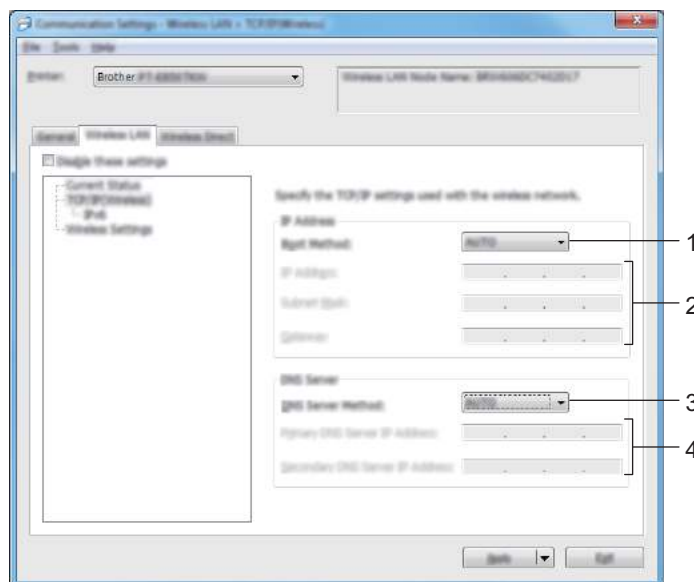 Communication Settings - Wireless LAN > TCP/IP(Wireless)
File Tools Help
Printer:
Brother
Wireless LAN Node Name:
General
Wireless LAN
Wireless Direct
Disable these settings
Current Status
TCP/IP(Wireless)
IPv6
Wireless Settings
Specify the TCP/IP settings used with the wireless network.
IP Address
Boot Method:
AUTO
1
IP Address:
Subnet Mask:
2
Gateway:
DNS Server
DNS Server Method:
AUTO
3
Primary DNS Server IP Address:
4
Secondary DNS Server IP Address:
Apply
Exit